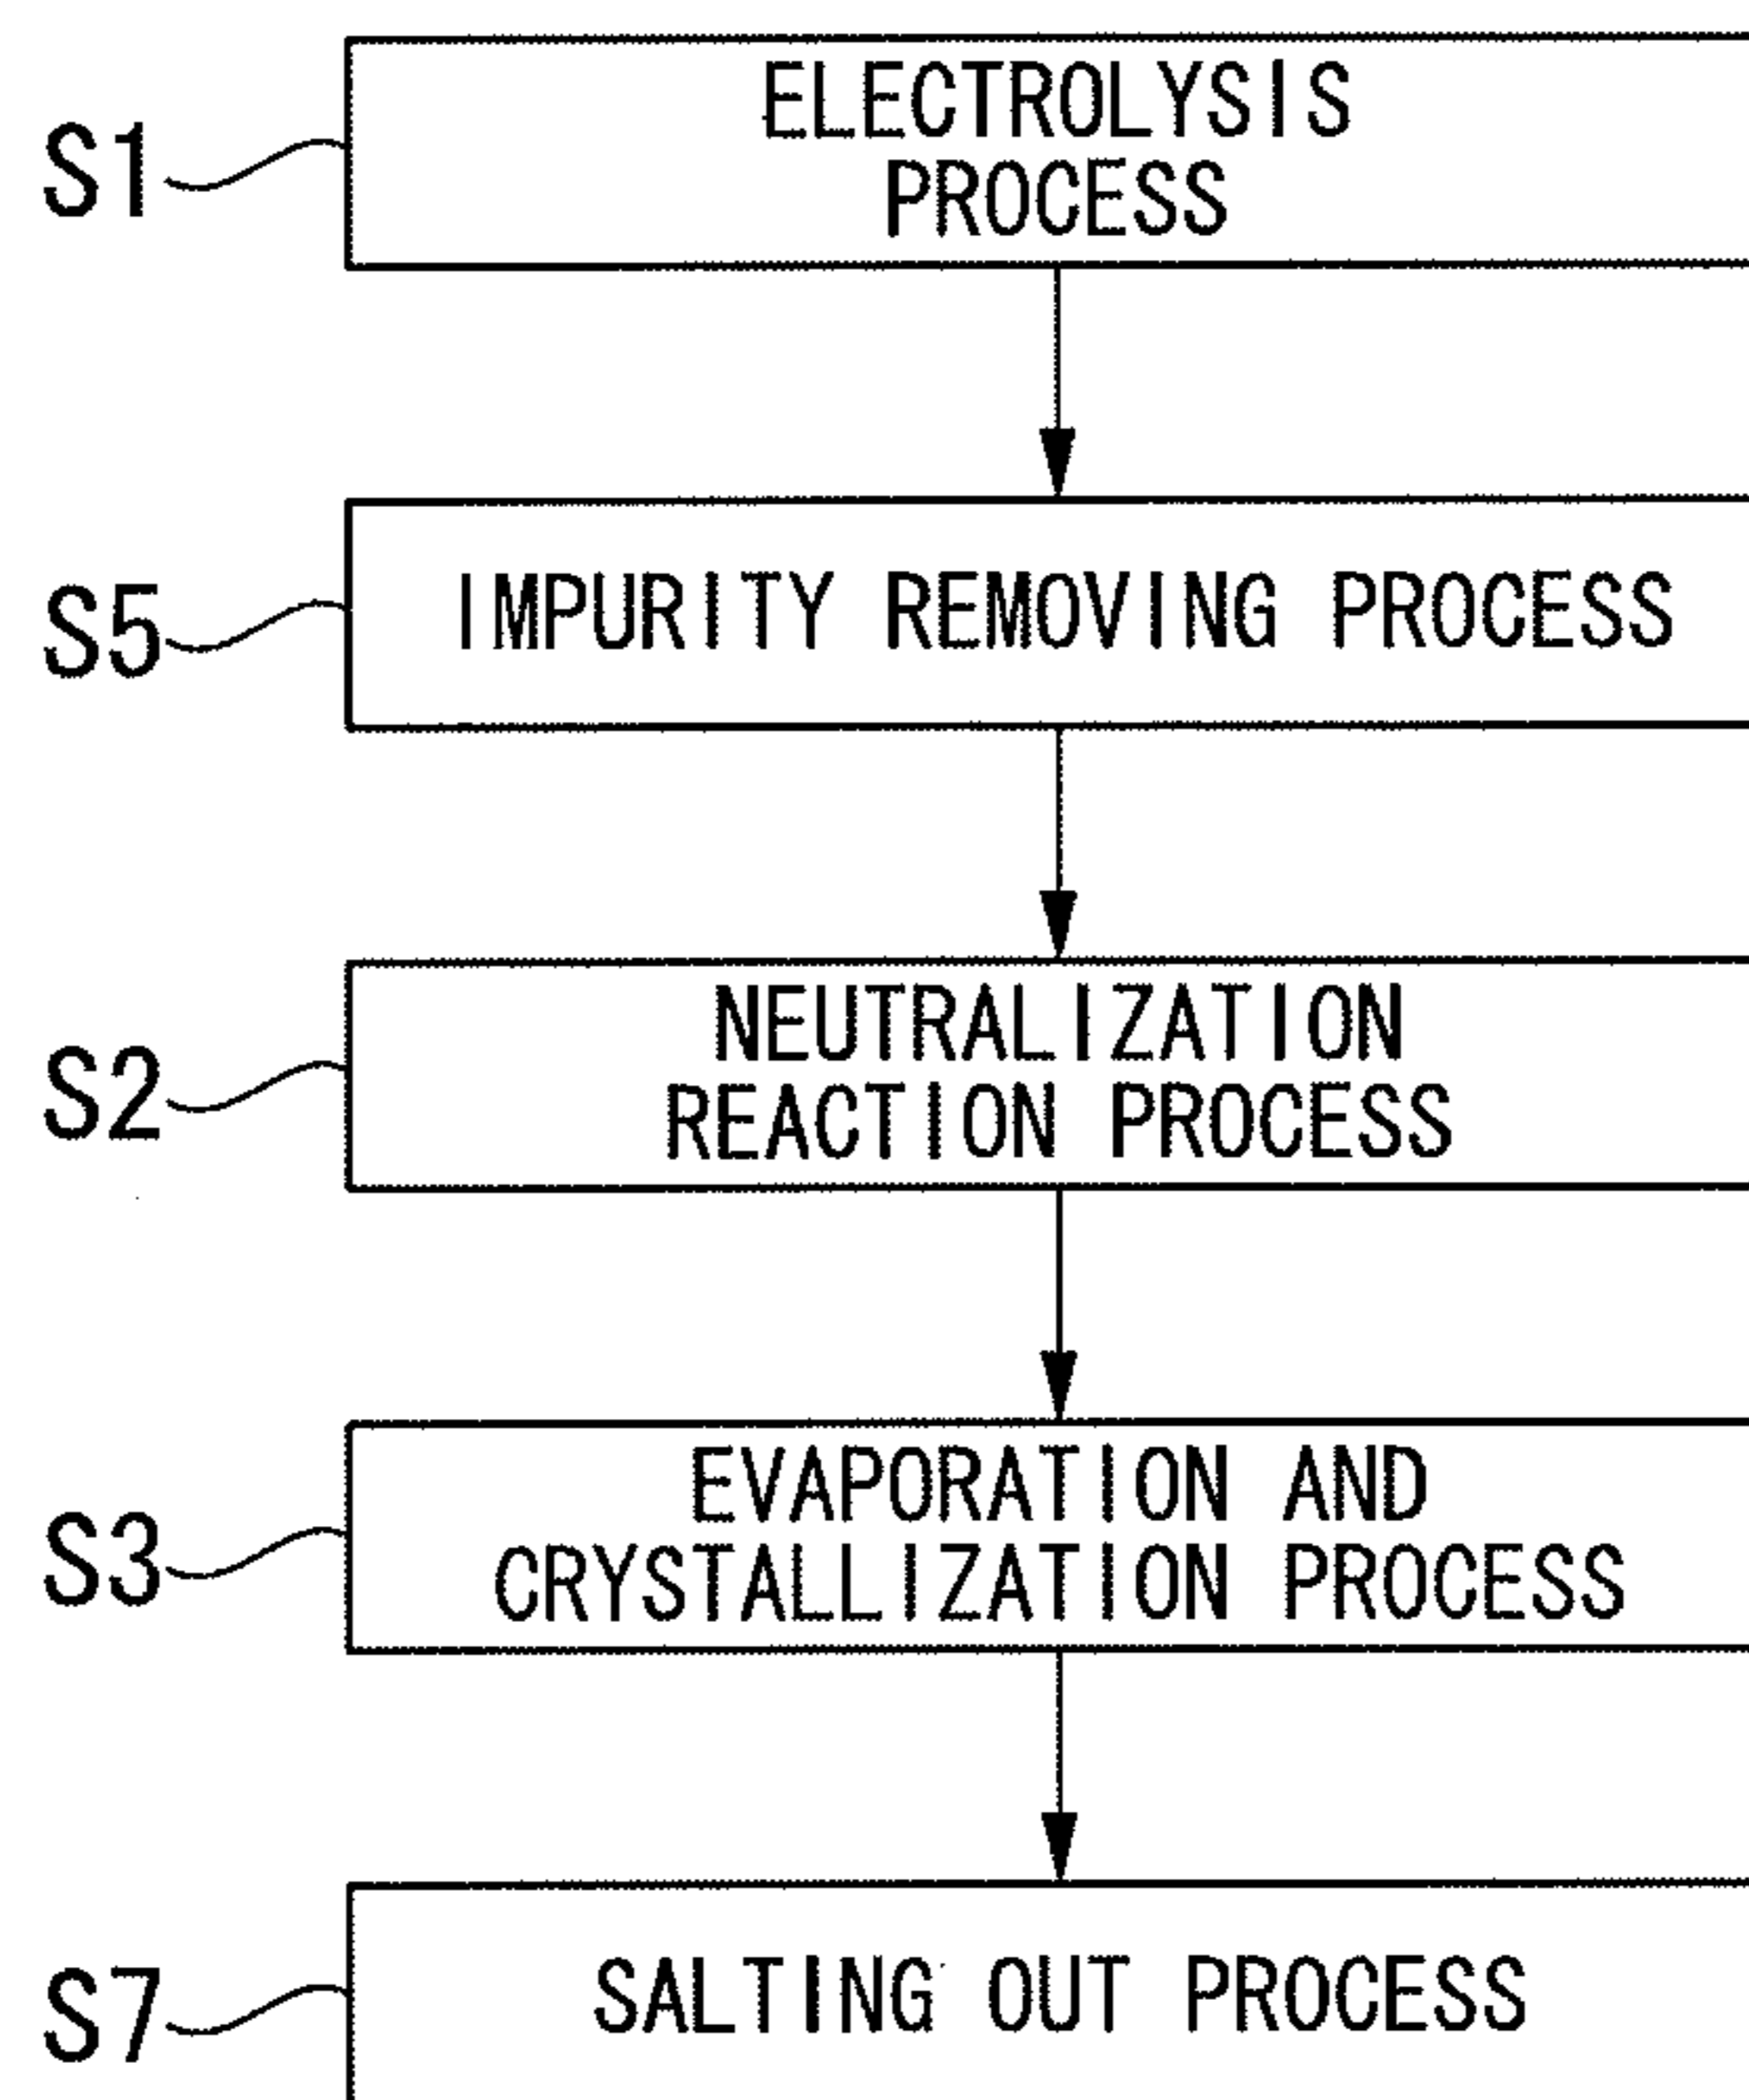 S1
ELECTROLYSIS
PROCESS
S5
IMPURITY REMOVING PROCESS
S2
NEUTRALIZATION
REACTION PROCESS
S3
EVAPORATION AND
CRYSTALLIZATION PROCESS
S7
SALTING OUT PROCESS